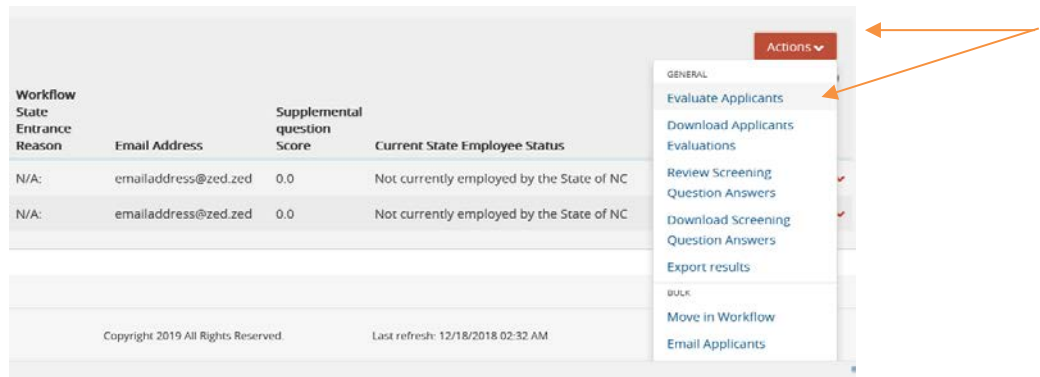 Actions
GENERAL
Evaluate Applicants
Download Applicants
Evaluations
Review Screening
Question Answers
Download Screening
Question Answers
Export results
BULK
Move in Workflow
Email Applicants
Workflow
State
Entrance
Reason
Email Address
Supplemental
question
Score
Current State Employee Status
N/A: emailaddress@zed.zed 0.0 Not currently employed by the State of NC
N/A: emailaddress@zed.zed 0.0 Not currently employed by the State of NC
Copyright 2019 All Rights Reserved. Last refresh: 12/18/2018 02:32 AM